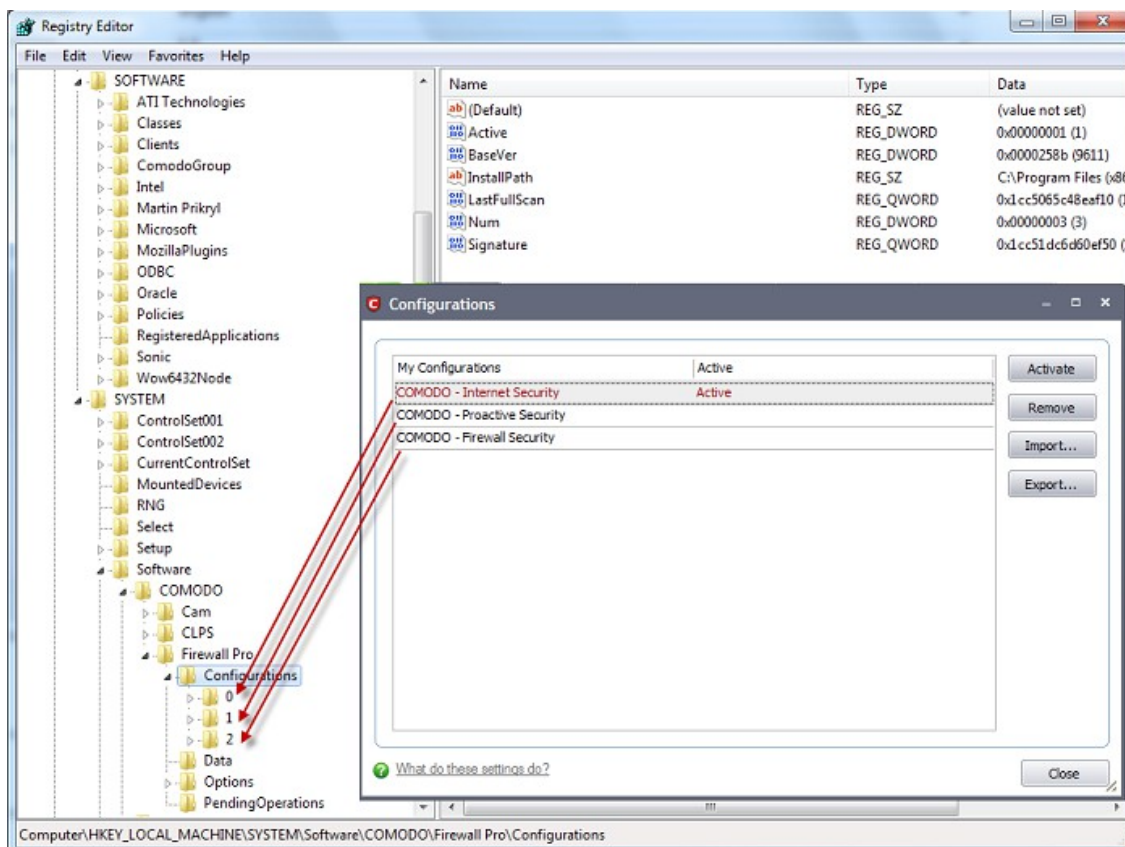 Registry Editor
File Edit View Favorites Help
SOFTWARE
ATI Technologies
Classes
Clients
ComodoGroup
Intel
Martin Prikryl
Microsoft
MozillaPlugins
ODBC
Oracle
Policies
RegisteredApplications
Sonic
Wow6432Node
SYSTEM
ControlSet001
ControlSet002
CurrentControlSet
MountedDevices
RNG
Select
Setup
Software
COMODO
Cam
CLPS
Firewall Pro
Configurations
0
1
2
Data
Options
PendingOperations
Name Type Data
(Default) REG_SZ (value not set)
Active REG_DWORD 0x00000001 (1)
BaseVer REG_DWORD 0x0000258b (9611)
InstallPath REG_SZ C:\Program Files (x86
LastFullScan REG_QWORD 0x1cc5065c48eaf10 (
Num REG_DWORD 0x00000003 (3)
Signature REG_QWORD 0x1cc51dc6d60ef50 (
Configurations
My Configurations Active
COMODO - Internet Security Active
COMODO - Proactive Security
COMODO - Firewall Security
Activate
Remove
Import...
Export...
What do these settings do?
Close
Computer\HKEY_LOCAL_MACHINE\SYSTEM\Software\COMODO\Firewall Pro\Configurations